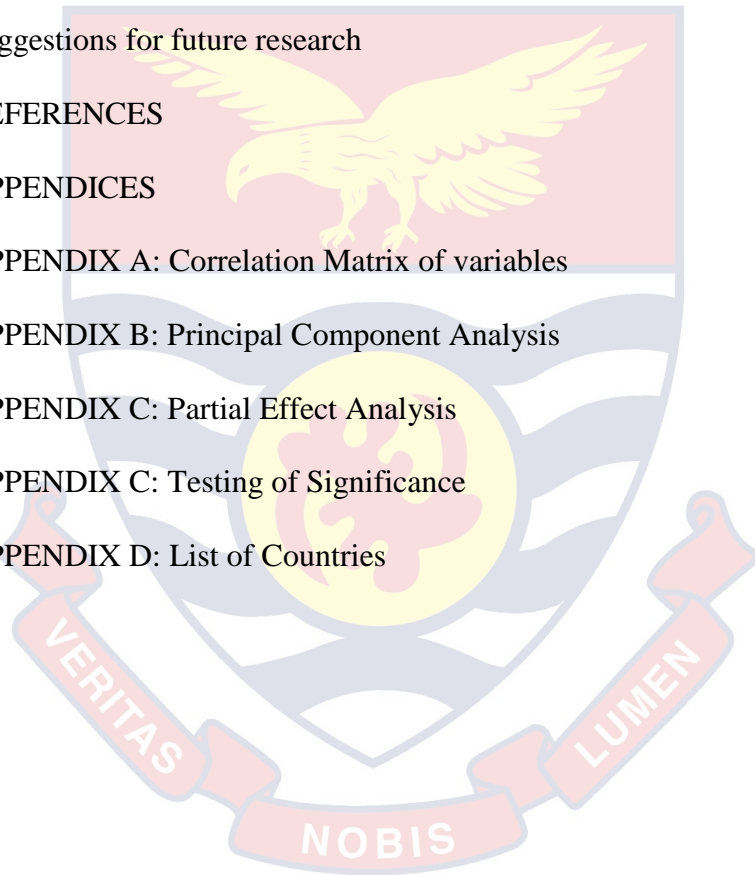 ggestions for future research
EFERENCES
PPENDICES
PPENDIX A: Correlation Matrix of variables
PPENDIX B: Principal Component Analysis
PPENDIX C: Partial Effect Analysis
PPENDIX C: Testing of Significance
PPENDIX D: List of Countries
VERITAS
NOBIS
LUMEN